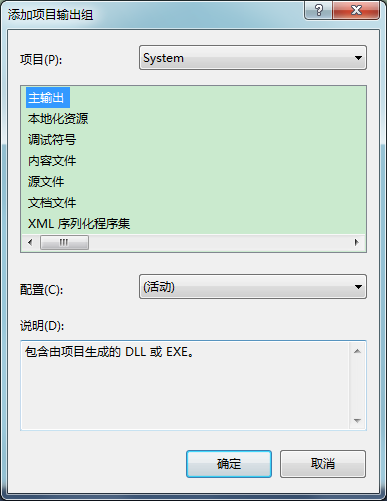 添加项目输出组
项目(P):
System
主输出
本地化资源
调试符号
内容文件
源文件
文档文件
XML 序列化程序集
配置(C):
(活动)
说明(D):
包含由项目生成的 DLL 或 EXE。
确定
取消